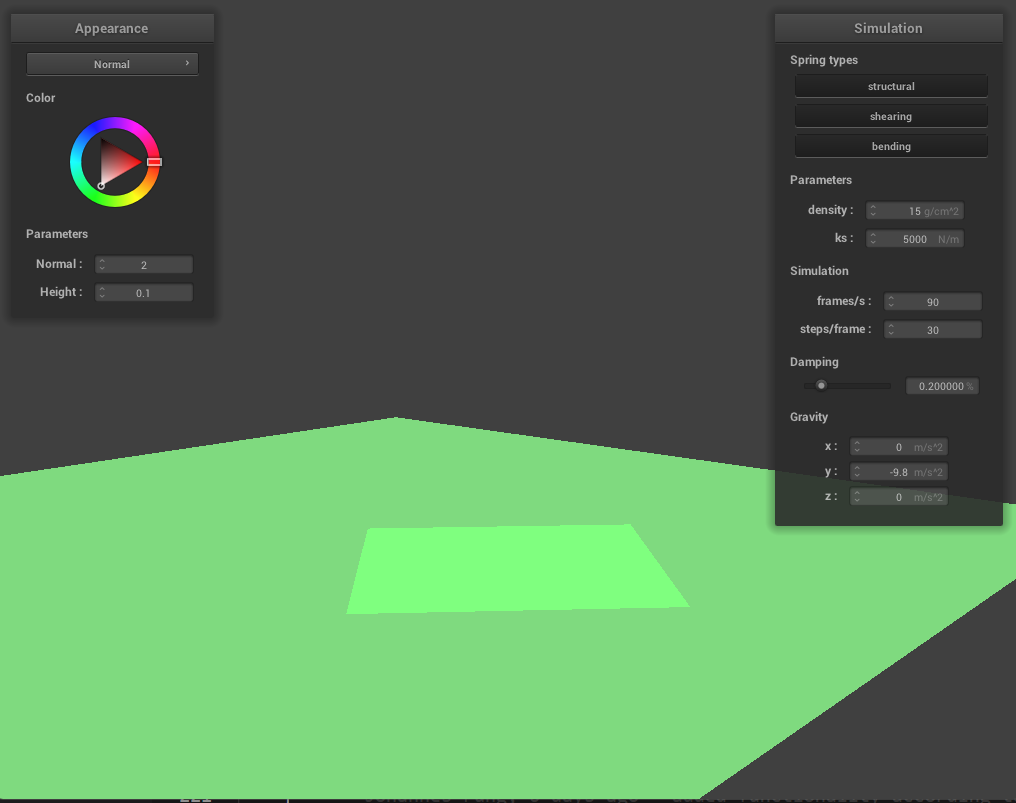 Appearance
Normal
Color
Parameters
Normal : 2
Height : 0.1
Simulation
Spring types
structural
shearing
bending
Parameters
density : 15 g/cm^2
ks : 5000 N/m
Simulation
frames/s : 90
steps/frame : 30
Damping
0.200000 %
Gravity
x : 0 m/s^2
y : -9.8 m/s^2
z : 0 m/s^2